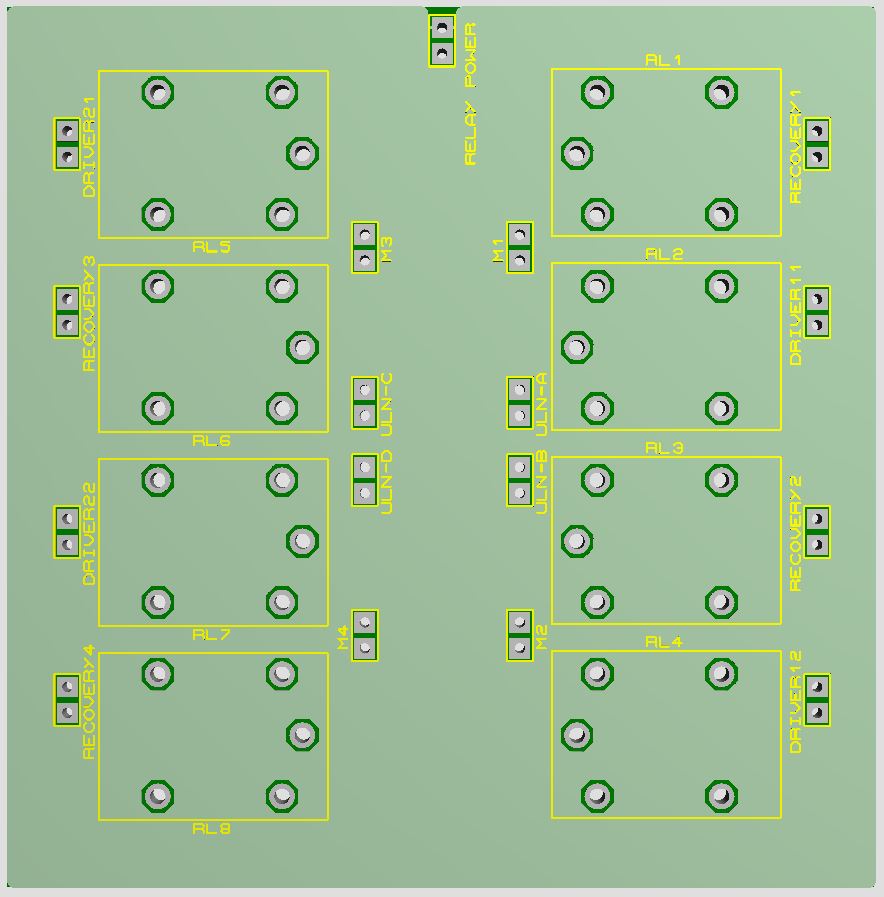 RELAY POWER
RL1
DRIVER21
RECOVERY1
RL5
M3
M1
RL2
RECOVERY3
DRIVER11
ULN-C
ULN-A
RL6
RL3
ULN-D
ULN-B
DRIVER22
RECOVERY2
RL7
M4
M2
RL4
RECOVERY4
DRIVER12
RL8